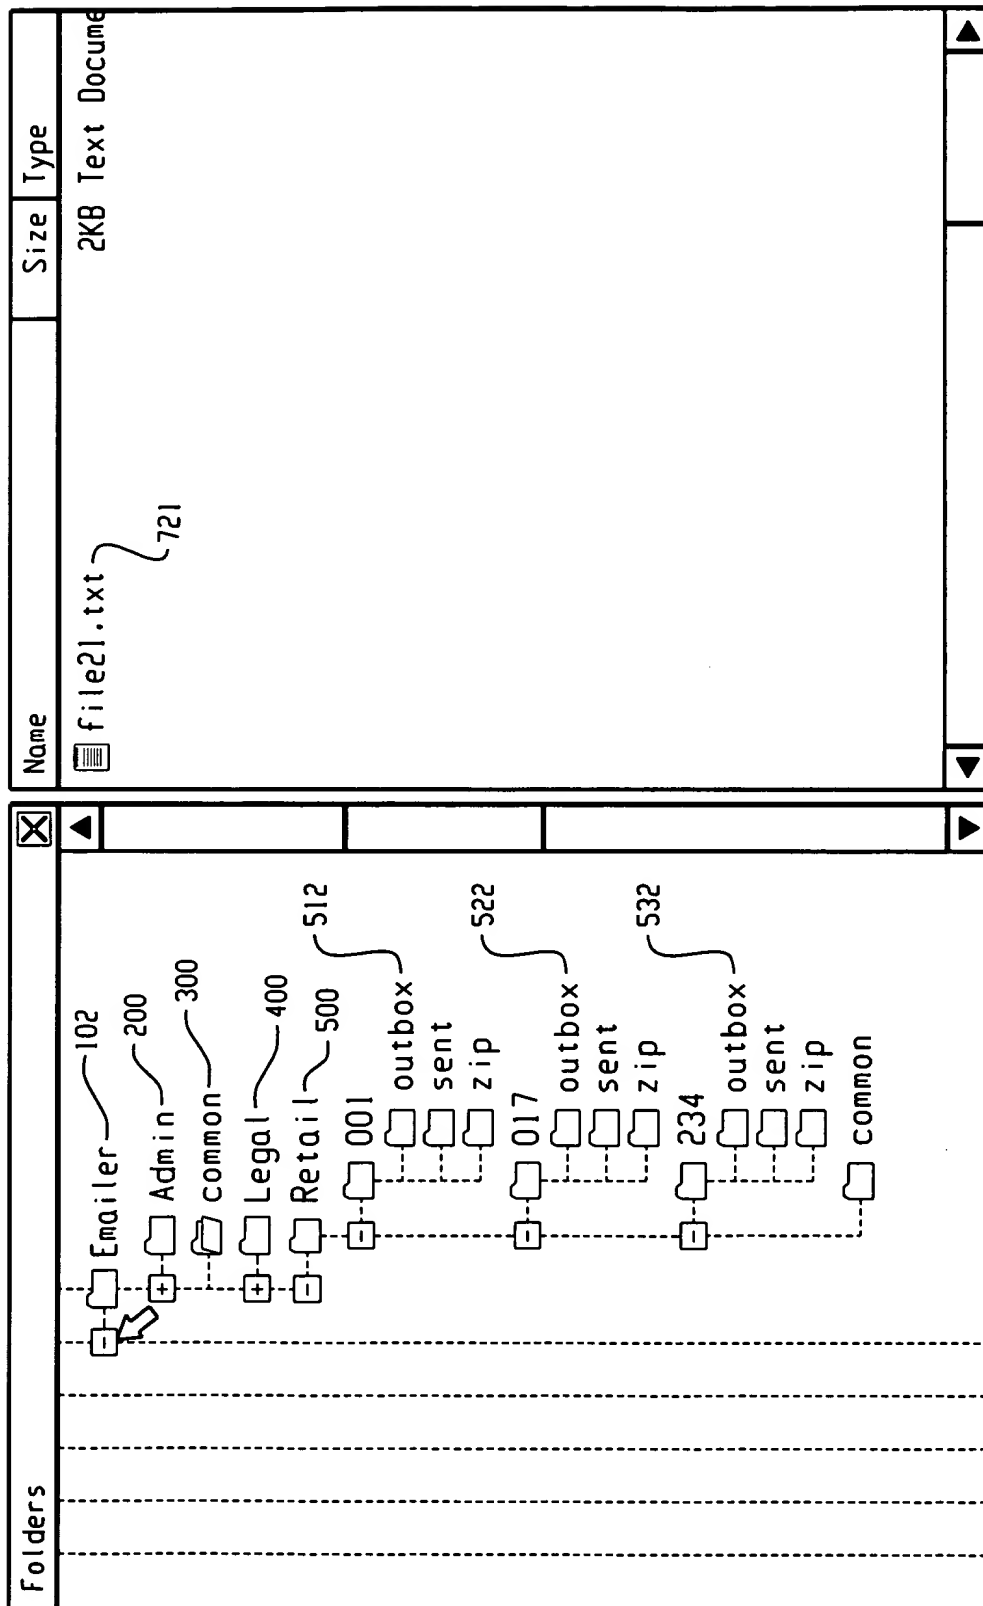 Folders
Emailer 102
Admin 200
common 300
Legal 400
Retail 500
001
outbox 512
sent
zip
017
outbox 522
sent
zip
234
outbox 532
sent
zip
common
Name Size Type
file21.txt 2KB Text Docume
721